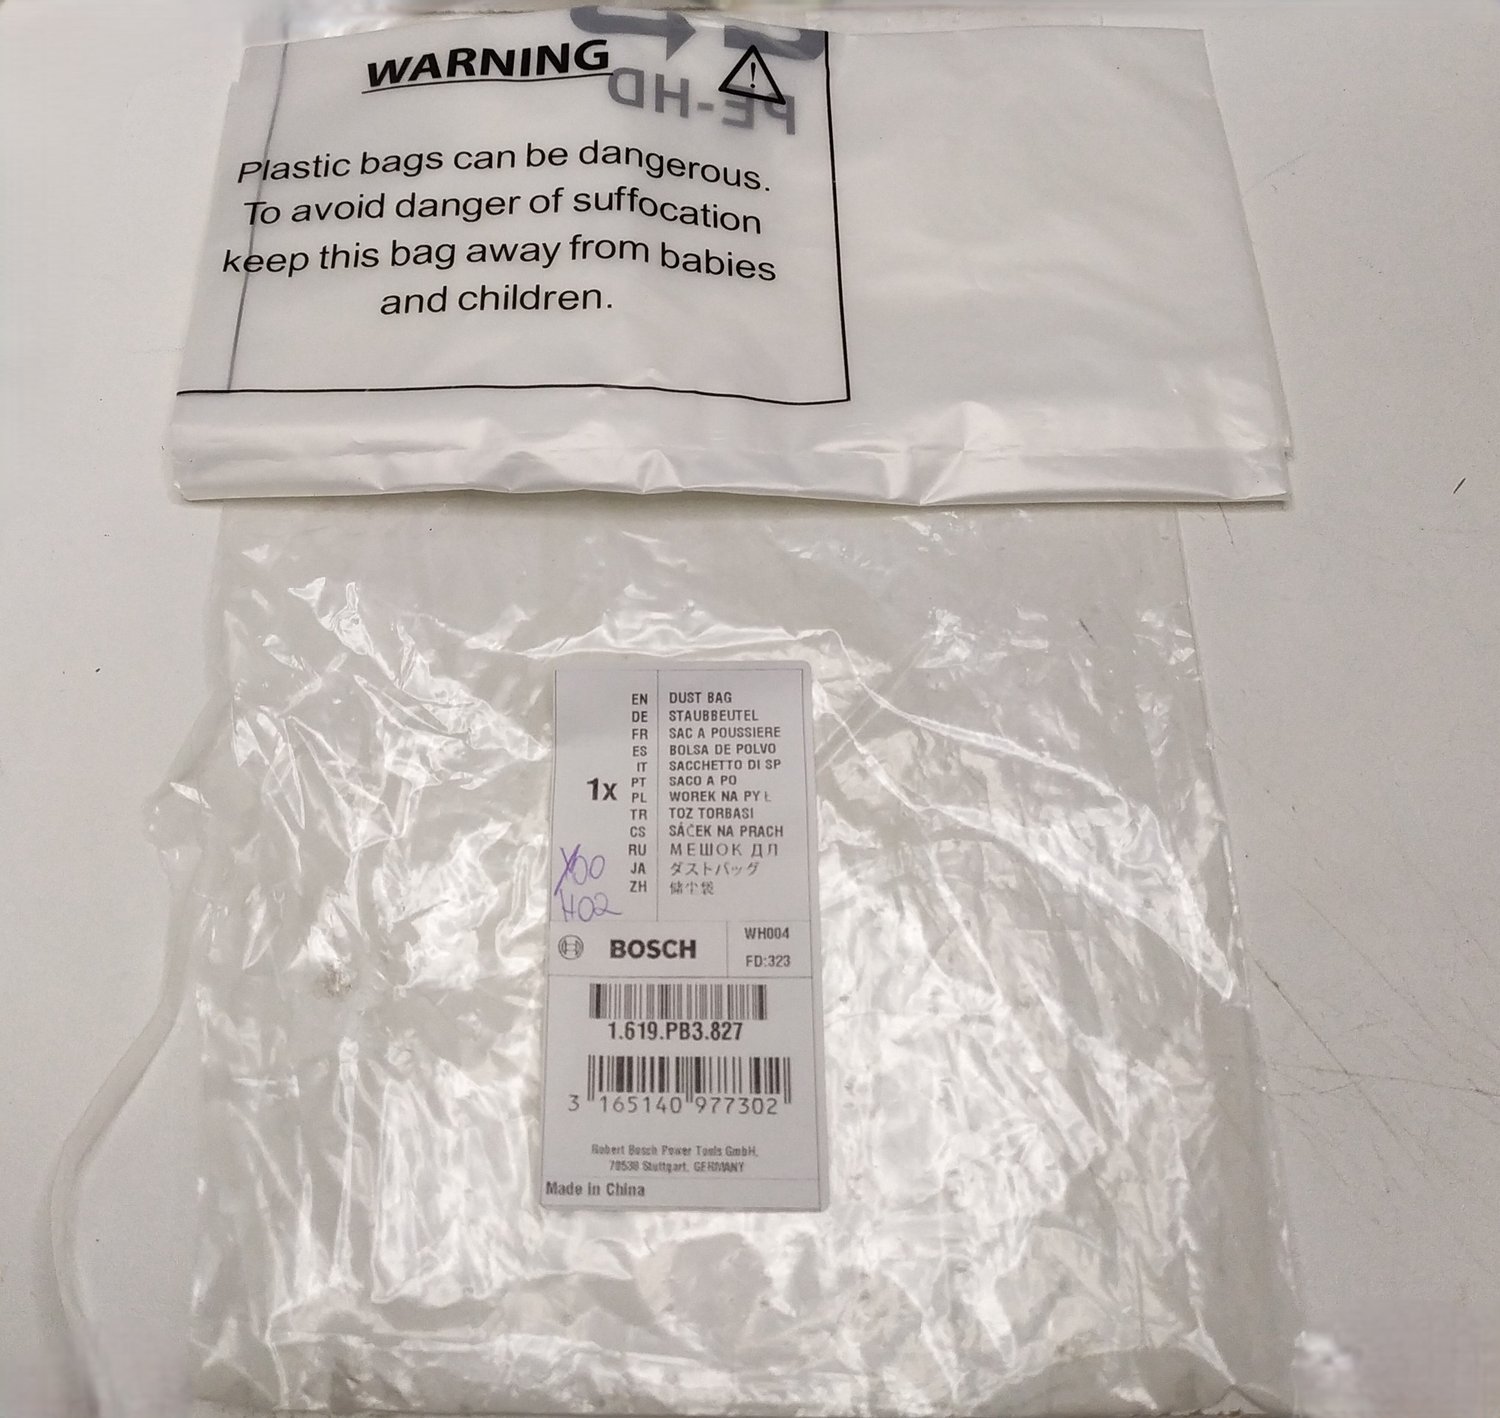 WARNING
PE-HD
Plastic bags can be dangerous.
To avoid danger of suffocation
keep this bag away from babies
and children.
EN DUST BAG
DE STAUBBEUTEL
FR SAC A POUSSIERE
ES BOLSA DE POLVO
IT SACCHETTO DI SP
1x PT SACO A PO
PL WOREK NA PY Ł
TR TOZ TORBASI
CS SÁČEK NA PRACH
RU МЕШОК ДЛ
JA ダストバッグ
ZH 储尘袋
X00
H02
BOSCH
WH004
FD:323
1.619.PB3.827
3 165140 977302
Robert Bosch Power Tools GmbH,
70538 Stuttgart, GERMANY
Made in China